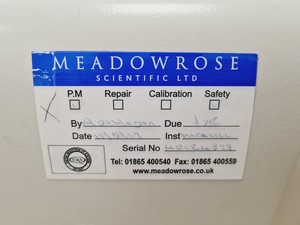 MEADOWROSE
SCIENTIFIC LTD
P.M Repair Calibration Safety
By Due
Date Inst
Serial No
Tel: 01865 400540 Fax: 01865 400559
www.meadowrose.co.uk